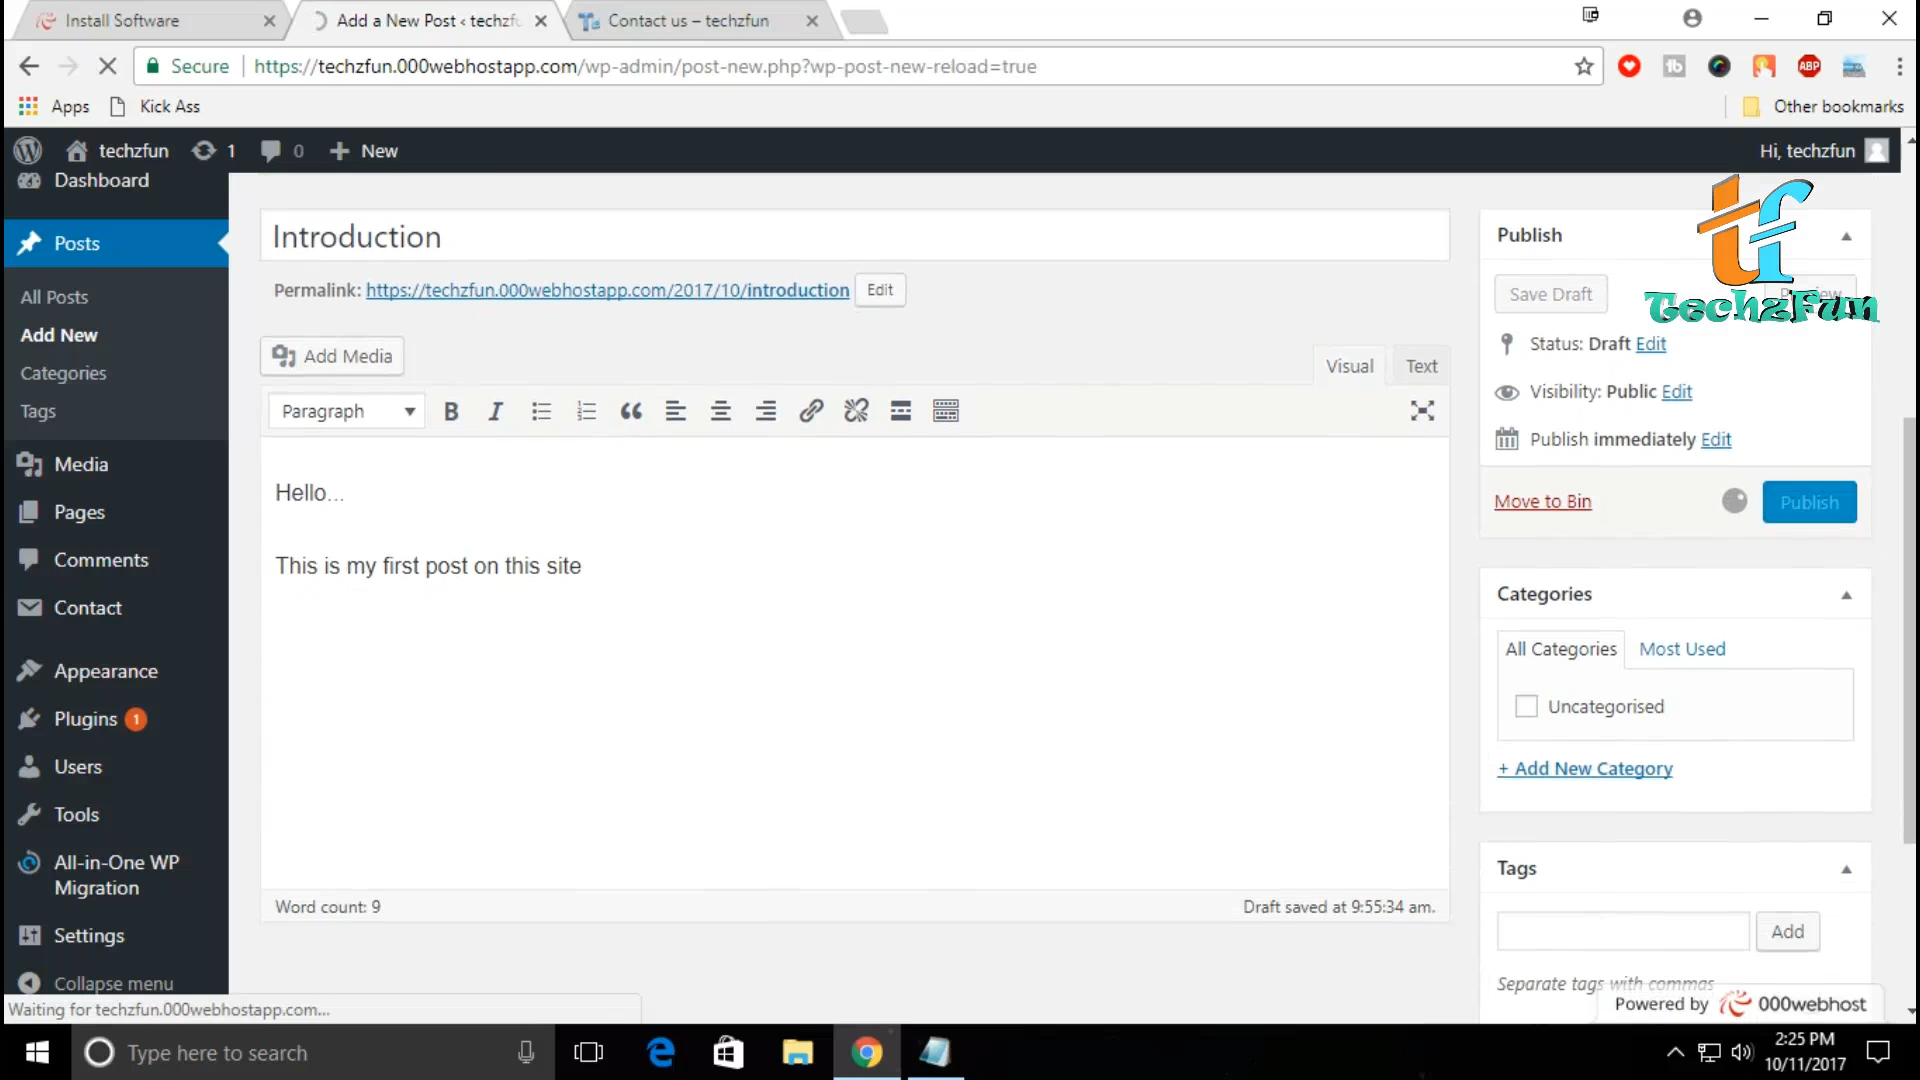 Install Software
Add a New Post ‹ techzfu
Contact us – techzfun
Secure
https://techzfun.000webhostapp.com/wp-admin/post-new.php?wp-post-new-reload=true
ABP
Apps
Kick Ass
Other bookmarks
techzfun
1
0
New
Hi, techzfun
Dashboard
Posts
All Posts
Add New
Categories
Tags
Media
Pages
Comments
Contact
Appearance
Plugins 1
Users
Tools
All-in-One WP
Migration
Settings
Collapse menu
Waiting for techzfun.000webhostapp.com...
Introduction
Permalink: https://techzfun.000webhostapp.com/2017/10/introduction Edit
Add Media
Visual
Text
Paragraph
Hello...
This is my first post on this site
Word count: 9
Draft saved at 9:55:34 am.
Publish
Save Draft
tf
TechzFun
Status: Draft Edit
Visibility: Public Edit
Publish immediately Edit
Move to Bin
Publish
Categories
All Categories
Most Used
Uncategorised
+ Add New Category
Tags
Add
Separate tags with commas
Powered by 000webhost
Type here to search
2:25 PM
10/11/2017